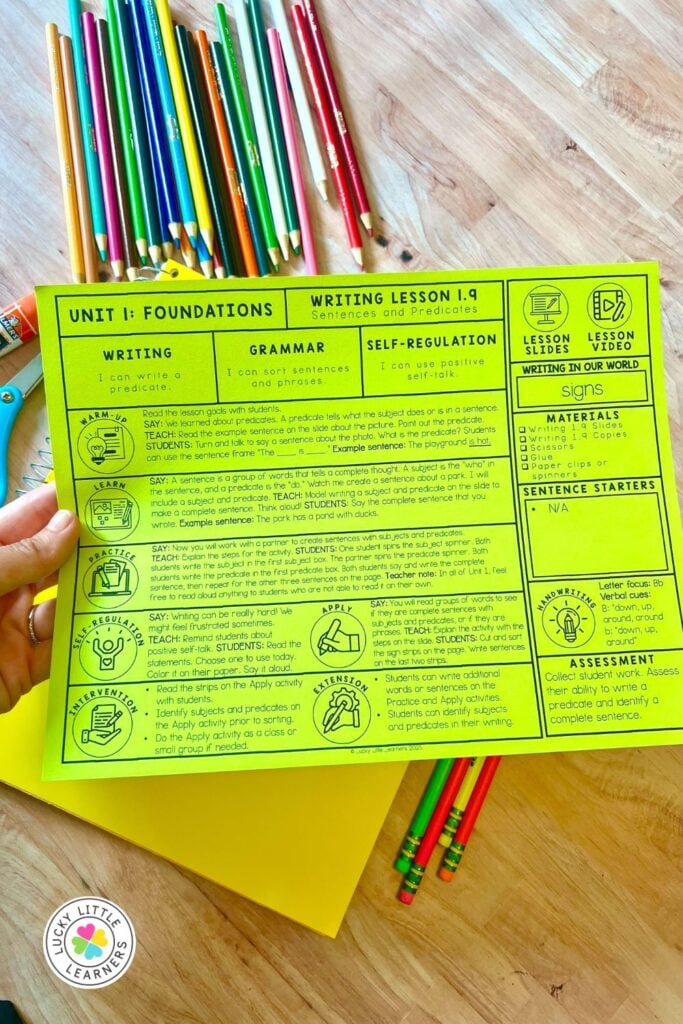 UNIT 1: FOUNDATIONS
WRITING LESSON 1.9
Sentences and Predicates
WRITING
I can write a
predicate.
GRAMMAR
I can sort sentences
and phrases.
SELF-REGULATION
I can use positive
self-talk.
LESSON
SLIDES
LESSON
VIDEO
WARM-UP
Read the lesson goals with students.
SAY: We learned about predicates. A predicate tells what the subject does or is in a sentence.
TEACH: Read the example sentence on the slide about the picture. Point out the predicate.
STUDENTS: Turn and talk to say a sentence about the photo. What is the predicate? Students
can use the sentence frame "The ____ is ____." Example sentence: The playground is hot.
LEARN
SAY: A sentence is a group of words that tells a complete thought. A subject is the "who" in
the sentence, and a predicate is the "do." Watch me create a sentence about a park. I will
include a subject and predicate. TEACH: Model writing a subject and predicate on the slide to
make a complete sentence. Think aloud! STUDENTS: Say the complete sentence that you
wrote. Example sentence: The park has a pond with ducks.
PRACTICE
SAY: Now you will work with a partner to create sentences with subjects and predicates.
TEACH: Explain the steps for the activity. STUDENTS: One student spins the subject spinner. Both
students write the subject in the first subject box. The partner spins the predicate spinner. Both
students write the predicate in the first predicate box. Both students say and write the complete
sentence, then repeat for the other three sentences on the page. Teacher note: In all of Unit 1, feel
free to read aloud anything to students who are not able to read it on their own.
SELF-REGULATION
SAY: Writing can be really hard! We
might feel frustrated sometimes.
TEACH: Remind students about
positive self-talk. STUDENTS: Read the
statements. Choose one to use today.
Color it on their paper. Say it aloud.
APPLY
SAY: You will read groups of words to see
if they are complete sentences with
subjects and predicates, or if they are
phrases. TEACH: Explain the activity with the
steps on the slide. STUDENTS: Cut and sort
the sign strips on the page. Write sentences
on the last two strips.
INTERVENTION
• Read the strips on the Apply activity
with students.
• Identify subjects and predicates on
the Apply activity prior to sorting.
• Do the Apply activity as a class or
small group if needed.
EXTENSION
• Students can write additional
words or sentences on the
Practice and Apply activities.
• Students can identify subjects
and predicates in their writing.
WRITING IN OUR WORLD
signs
MATERIALS
Writing 1.9 Slides
Writing 1.9 Copies
Scissors
Glue
Paper clips or
spinners
SENTENCE STARTERS
• N/A
HANDWRITING
Letter focus: Bb
Verbal cues:
B: "down, up,
around, around"
b: "down, up,
around"
ASSESSMENT
Collect student work. Assess
their ability to write a
predicate and identify a
complete sentence.
© Lucky Little Learners 2023
LUCKY LITTLE
LEARNERS